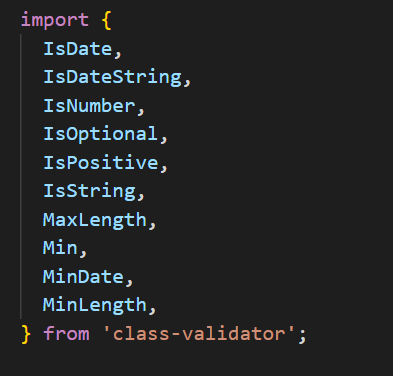 import {
  IsDate,
  IsDateString,
  IsNumber,
  IsOptional,
  IsPositive,
  IsString,
  MaxLength,
  Min,
  MinDate,
  MinLength,
} from 'class-validator';